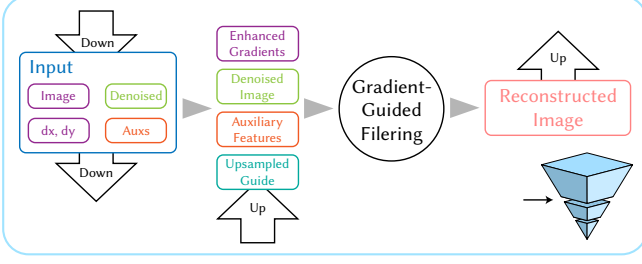 Down
Input
Image
Denoised
dx, dy
Auxs
Down
Enhanced
Gradients
Denoised
Image
Auxiliary
Features
Upsampled
Guide
Up
Gradient-
Guided
Filering
Up
Reconstructed
Image